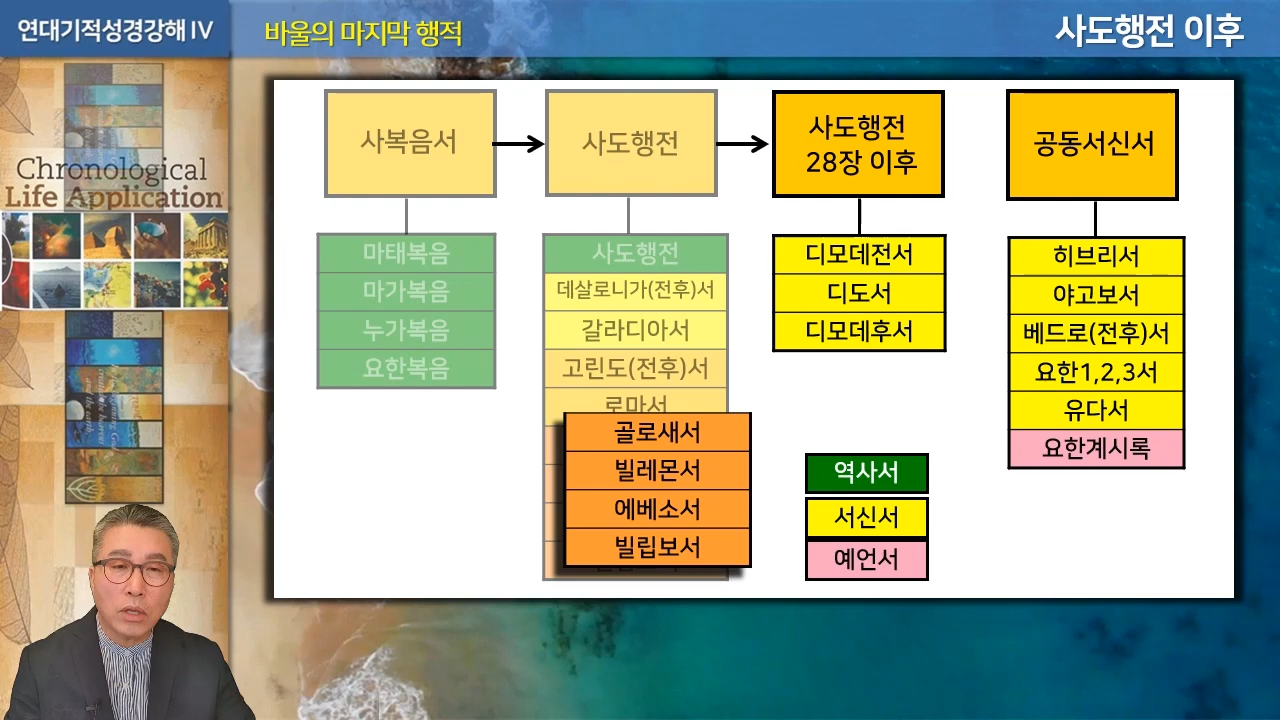 연대기적성경강해 IV
바울의 마지막 행적
사도행전 이후
Chronological
Life Application
사복음서
사도행전
사도행전
28장 이후
공동서신서
마태복음
마가복음
누가복음
요한복음
사도행전
데살로니가(전후)서
갈라디아서
고린도(전후)서
로마서
골로새서
빌레몬서
에베소서
빌립보서
디모데전서
디도서
디모데후서
히브리서
야고보서
베드로(전후)서
요한1,2,3서
유다서
요한계시록
역사서
서신서
예언서